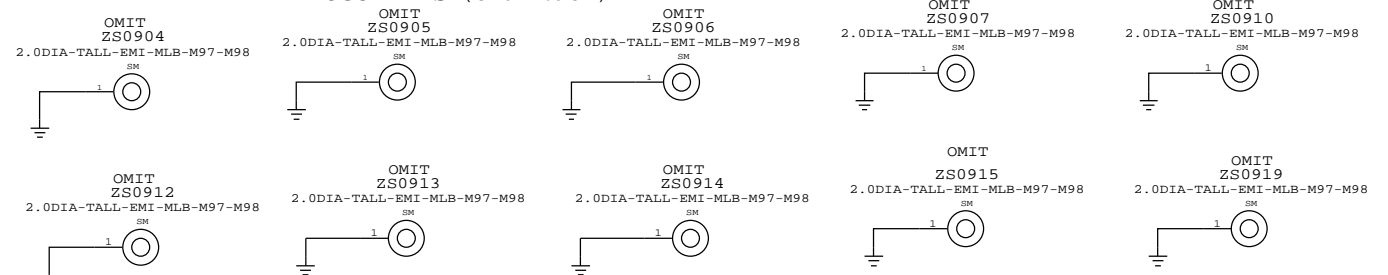 OMIT
ZS0904
2.0DIA-TALL-EMI-MLB-M97-M98
SM
1
OMIT
ZS0905
2.0DIA-TALL-EMI-MLB-M97-M98
SM
1
OMIT
ZS0906
2.0DIA-TALL-EMI-MLB-M97-M98
SM
1
OMIT
ZS0907
2.0DIA-TALL-EMI-MLB-M97-M98
SM
1
OMIT
ZS0910
2.0DIA-TALL-EMI-MLB-M97-M98
SM
1
OMIT
ZS0912
2.0DIA-TALL-EMI-MLB-M97-M98
SM
1
OMIT
ZS0913
2.0DIA-TALL-EMI-MLB-M97-M98
SM
1
OMIT
ZS0914
2.0DIA-TALL-EMI-MLB-M97-M98
SM
1
OMIT
ZS0915
2.0DIA-TALL-EMI-MLB-M97-M98
SM
1
OMIT
ZS0919
2.0DIA-TALL-EMI-MLB-M97-M98
SM
1